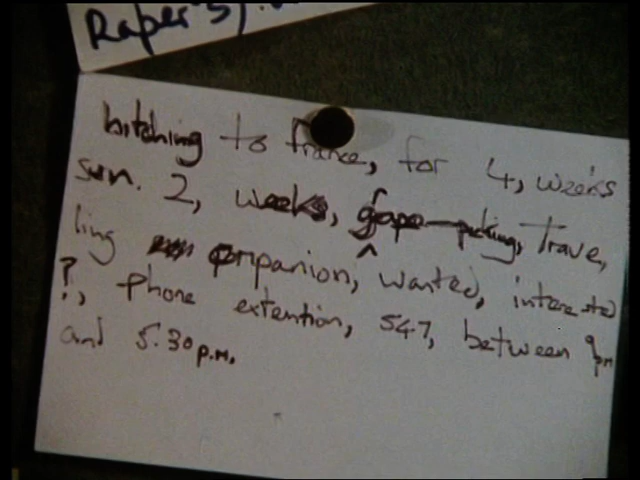 Raper's
hitching to france, for 4, weeks
sun. 2, weeks, grape-picking, Trave,
ling companion, wanted, interested
?, phone extention, 547, between
and 5.30p.m.